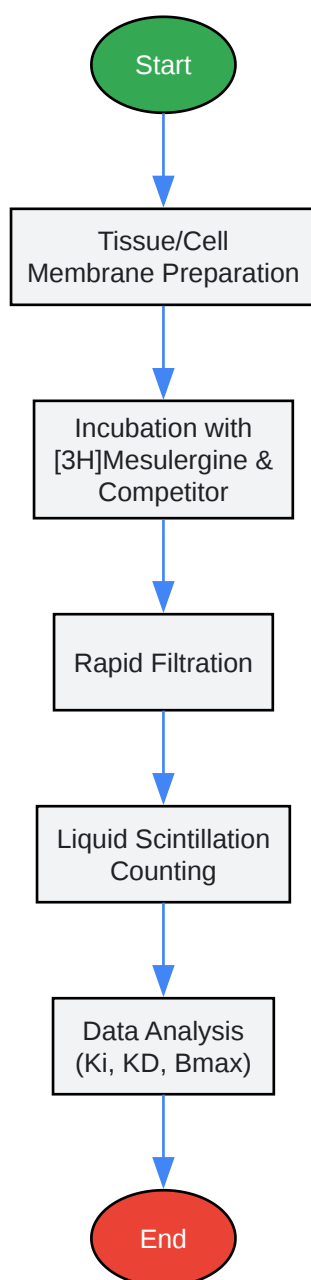 Start
Tissue/Cell
Membrane Preparation
Incubation with
[3H]Mesulergine &
Competitor
Rapid Filtration
Liquid Scintillation
Counting
Data Analysis
(Ki, KD, Bmax)
End